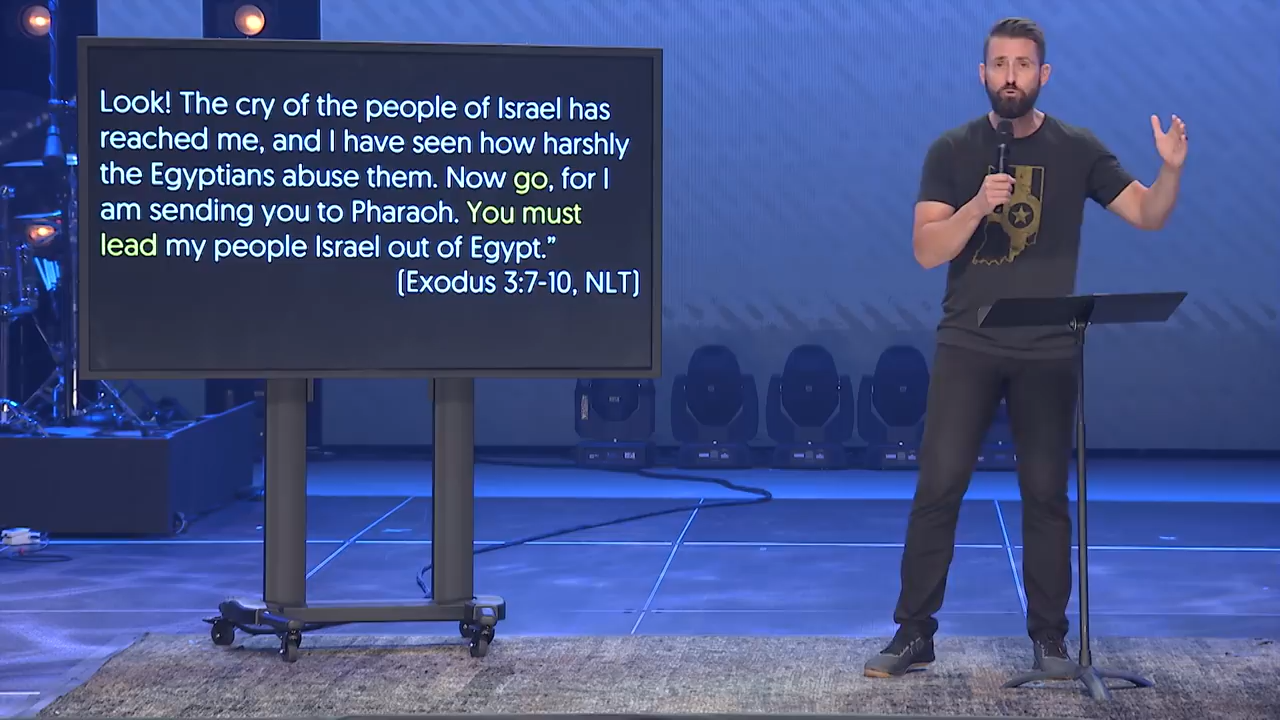 Look! The cry of the people of Israel has
reached me, and I have seen how harshly
the Egyptians abuse them. Now go, for I
am sending you to Pharaoh. You must
lead my people Israel out of Egypt.”
(Exodus 3:7-10, NLT)